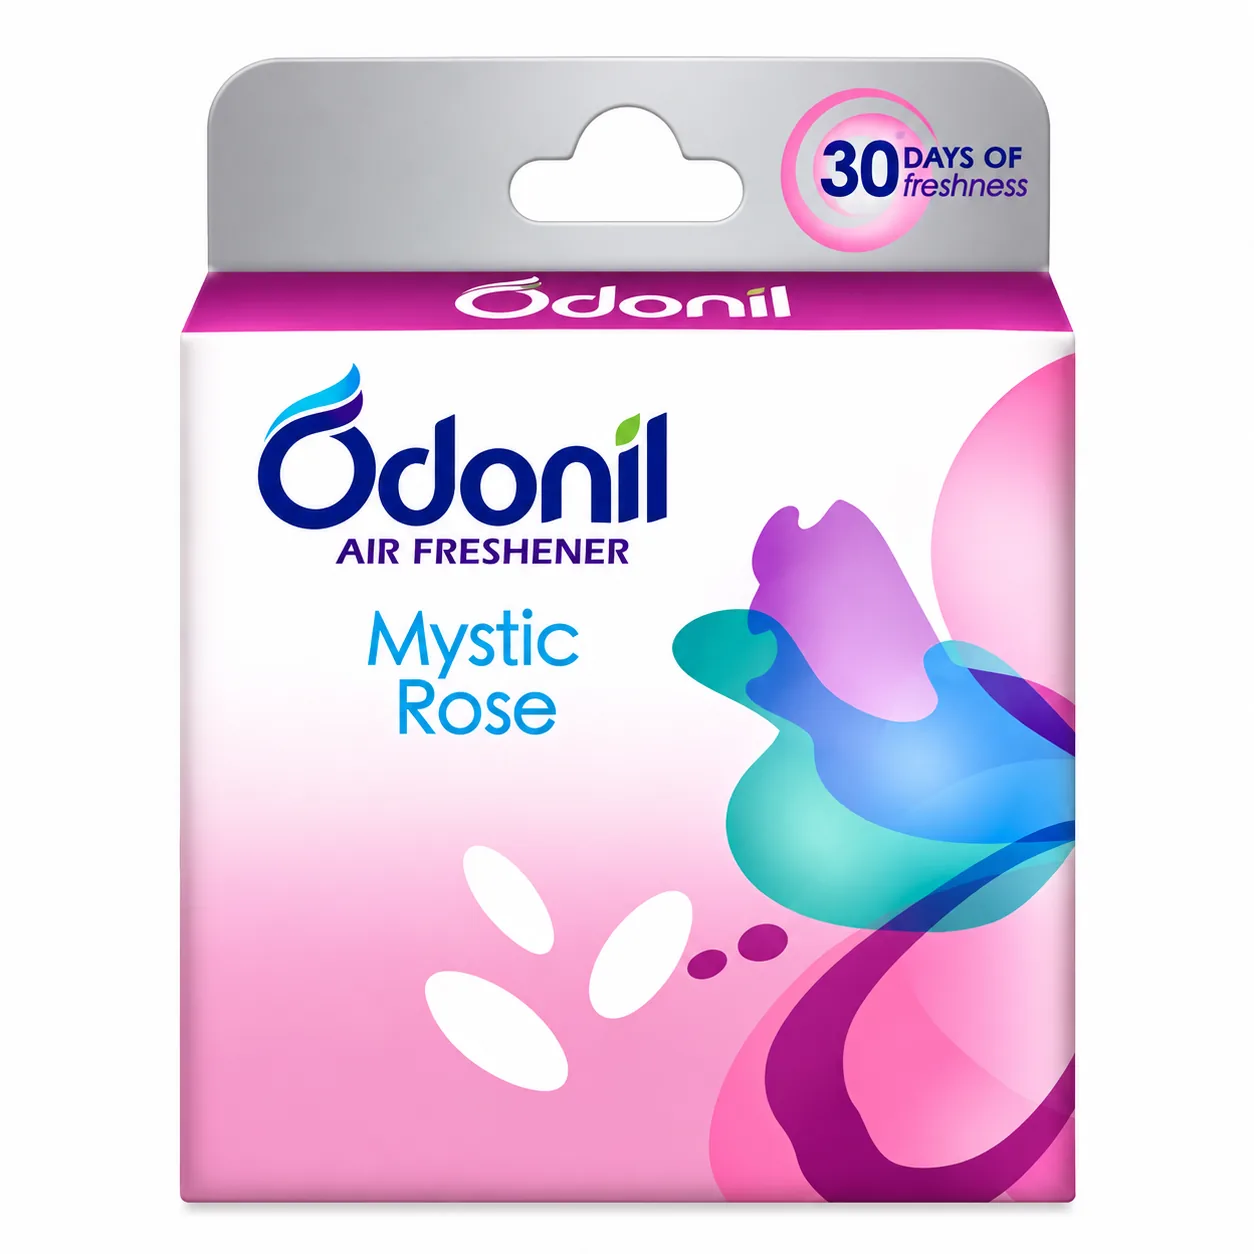 30 DAYS OF
freshness
Odonil
Odonil
AIR FRESHENER
Mystic
Rose